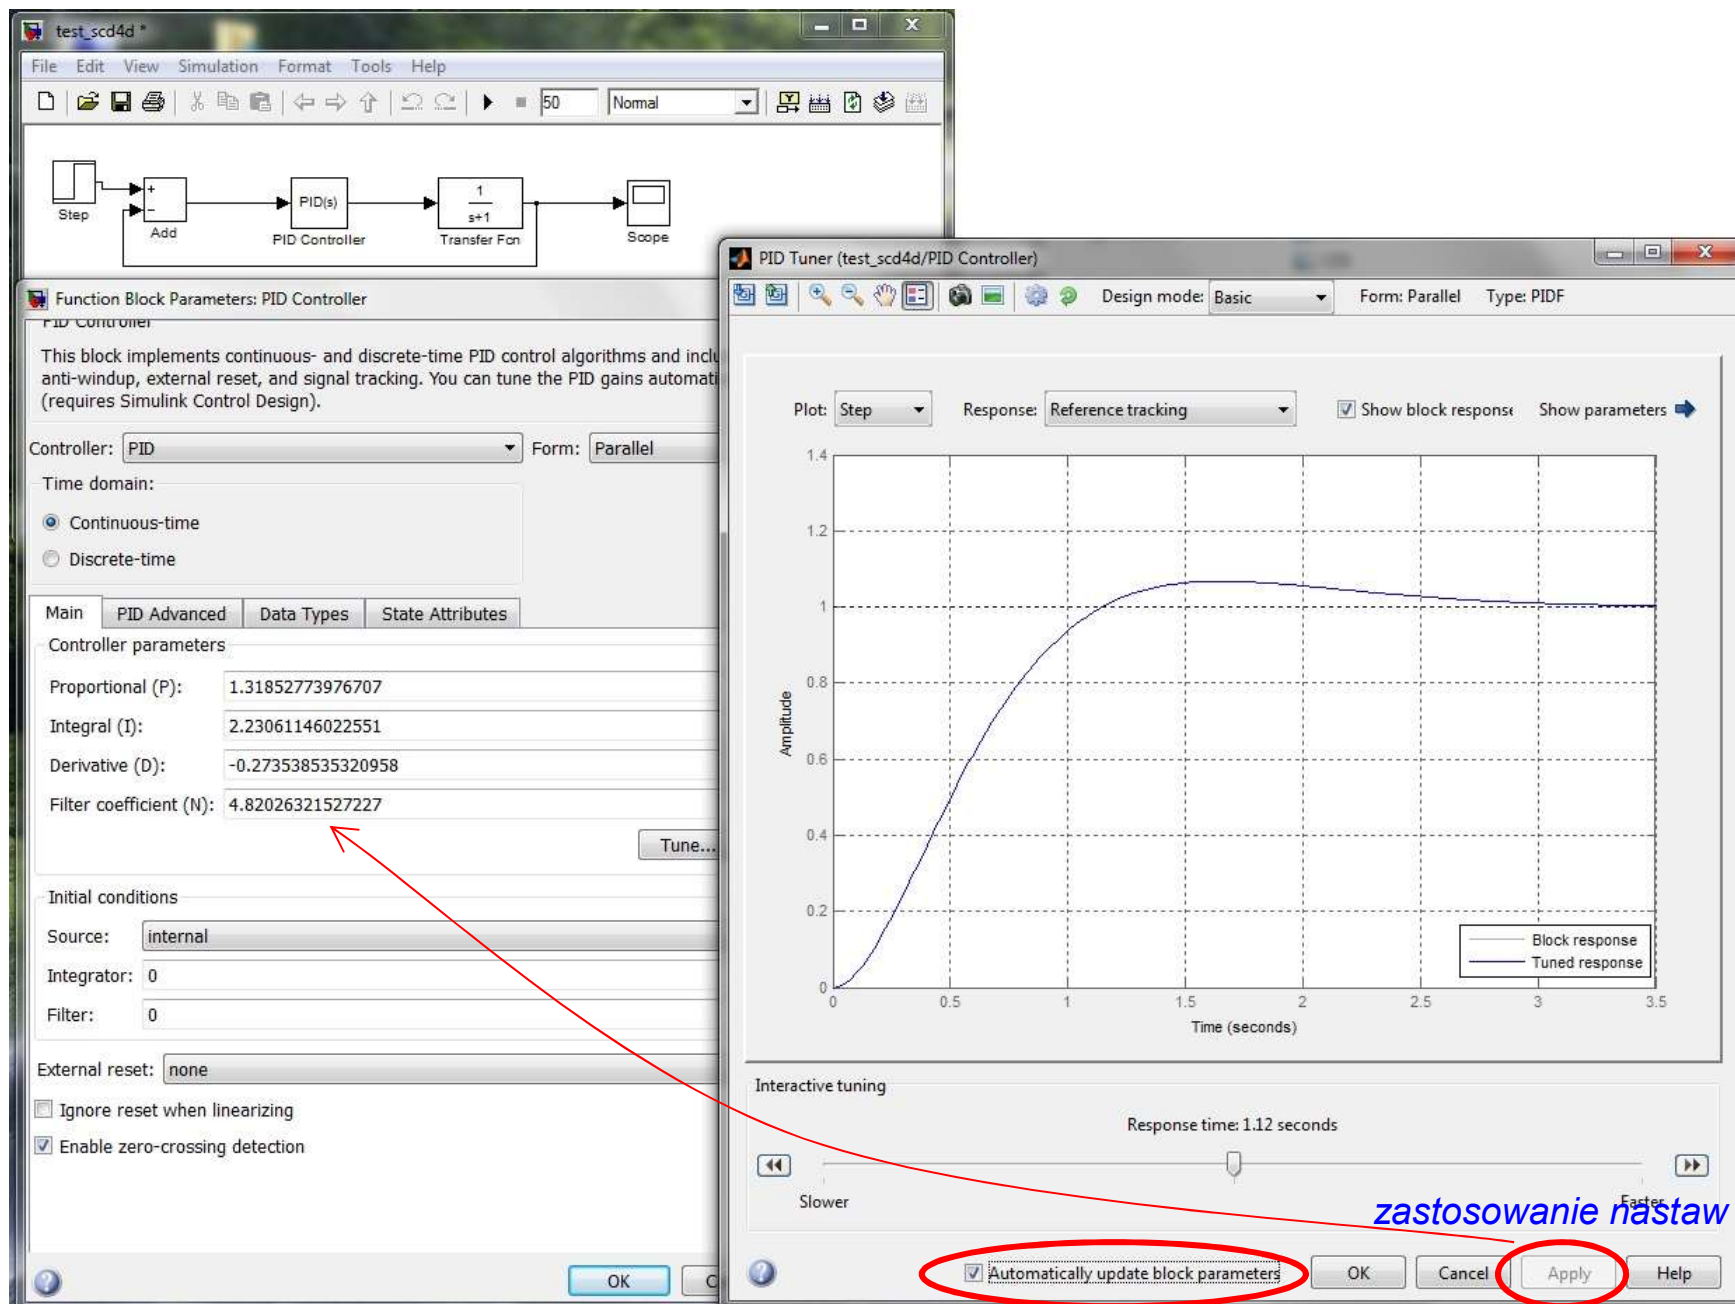 test_scd4d *
File Edit View Simulation Format Tools Help
50 Normal
Step
+
−
Add
PID(s)
PID Controller
1
s+1
Transfer Fcn
Scope
Function Block Parameters: PID Controller
PID Controller
This block implements continuous- and discrete-time PID control algorithms and inclu
anti-windup, external reset, and signal tracking. You can tune the PID gains automati
(requires Simulink Control Design).
Controller: PID Form: Parallel
Time domain:
Continuous-time
Discrete-time
Main PID Advanced Data Types State Attributes
Controller parameters
Proportional (P): 1.31852773976707
Integral (I): 2.23061146022551
Derivative (D): -0.273538535320958
Filter coefficient (N): 4.82026321527227
Tune...
Initial conditions
Source: internal
Integrator: 0
Filter: 0
External reset: none
Ignore reset when linearizing
Enable zero-crossing detection
OK C
PID Tuner (test_scd4d/PID Controller)
Design mode: Basic Form: Parallel Type: PIDF
Plot: Step Response: Reference tracking Show block response Show parameters
1.4
1.2
1
0.8
0.6
0.4
0.2
0
Amplitude
0 0.5 1 1.5 2 2.5 3 3.5
Time (seconds)
Block response
Tuned response
Interactive tuning
Response time: 1.12 seconds
Slower Faster
zastosowanie nastaw
Automatically update block parameters OK Cancel Apply Help